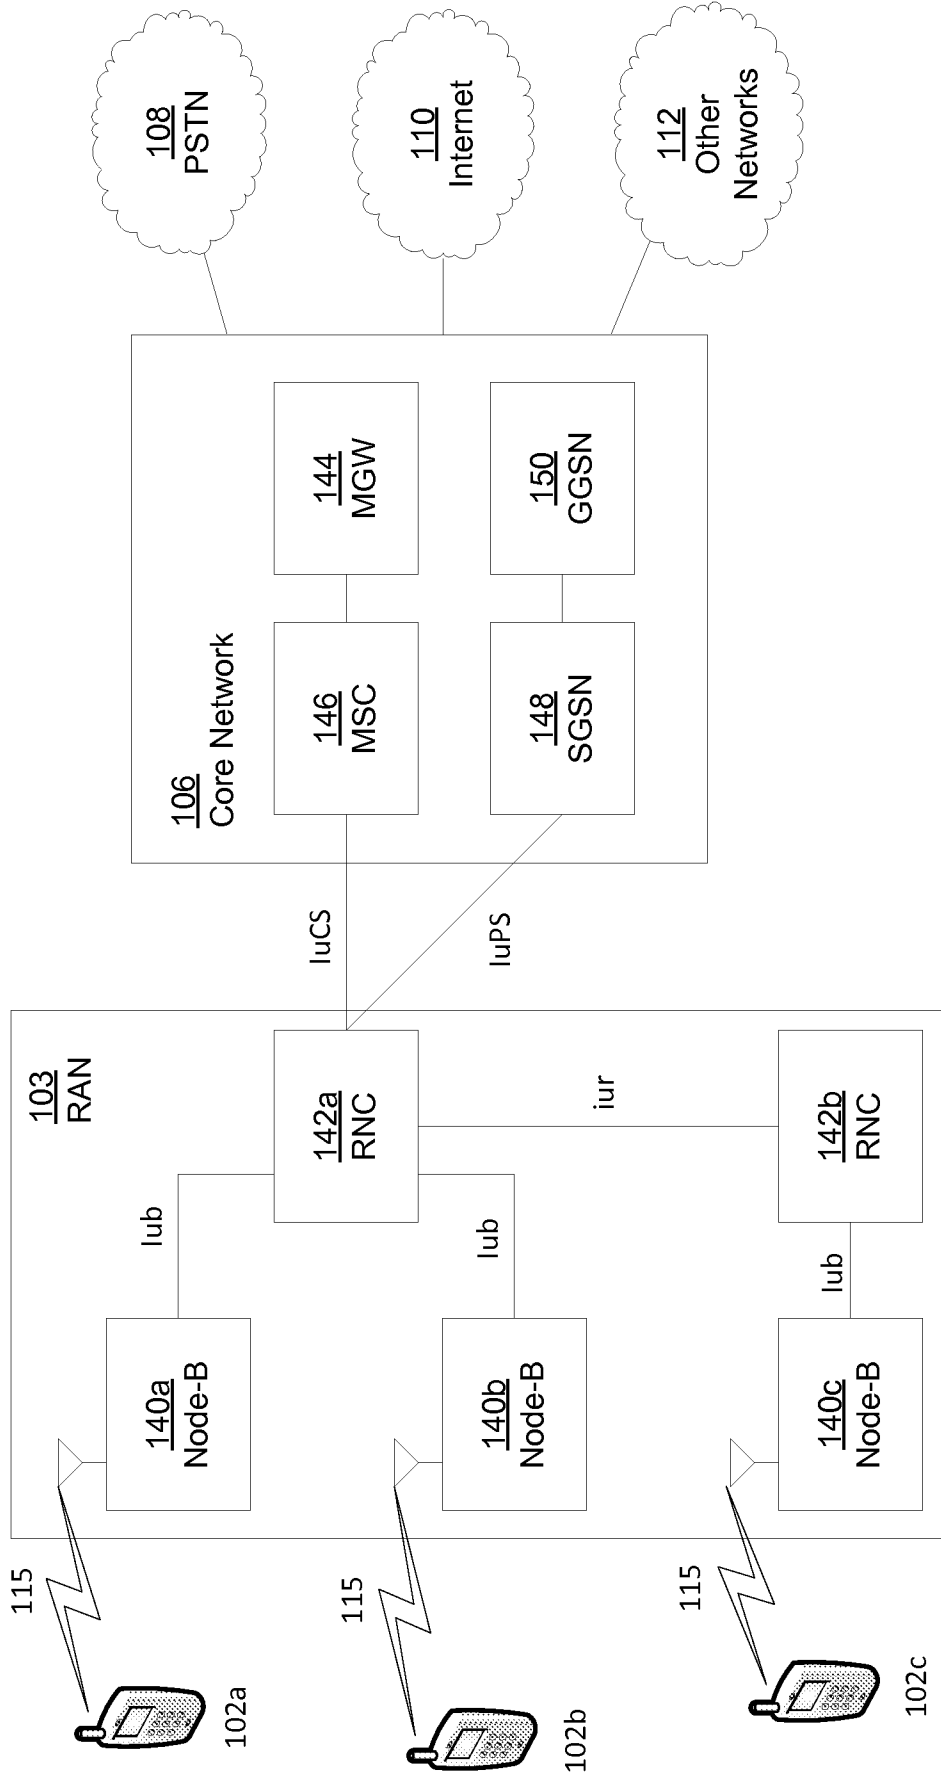 103
RAN
106
Core Network
108
PSTN
115
102a
140a
Node-B
Iub
142a
RNC
IuCS
146
MSC
144
MGW
110
Internet
115
102b
140b
Node-B
Iub
IuPS
148
SGSN
150
GGSN
iur
112
Other
Networks
115
102c
140c
Node-B
Iub
142b
RNC